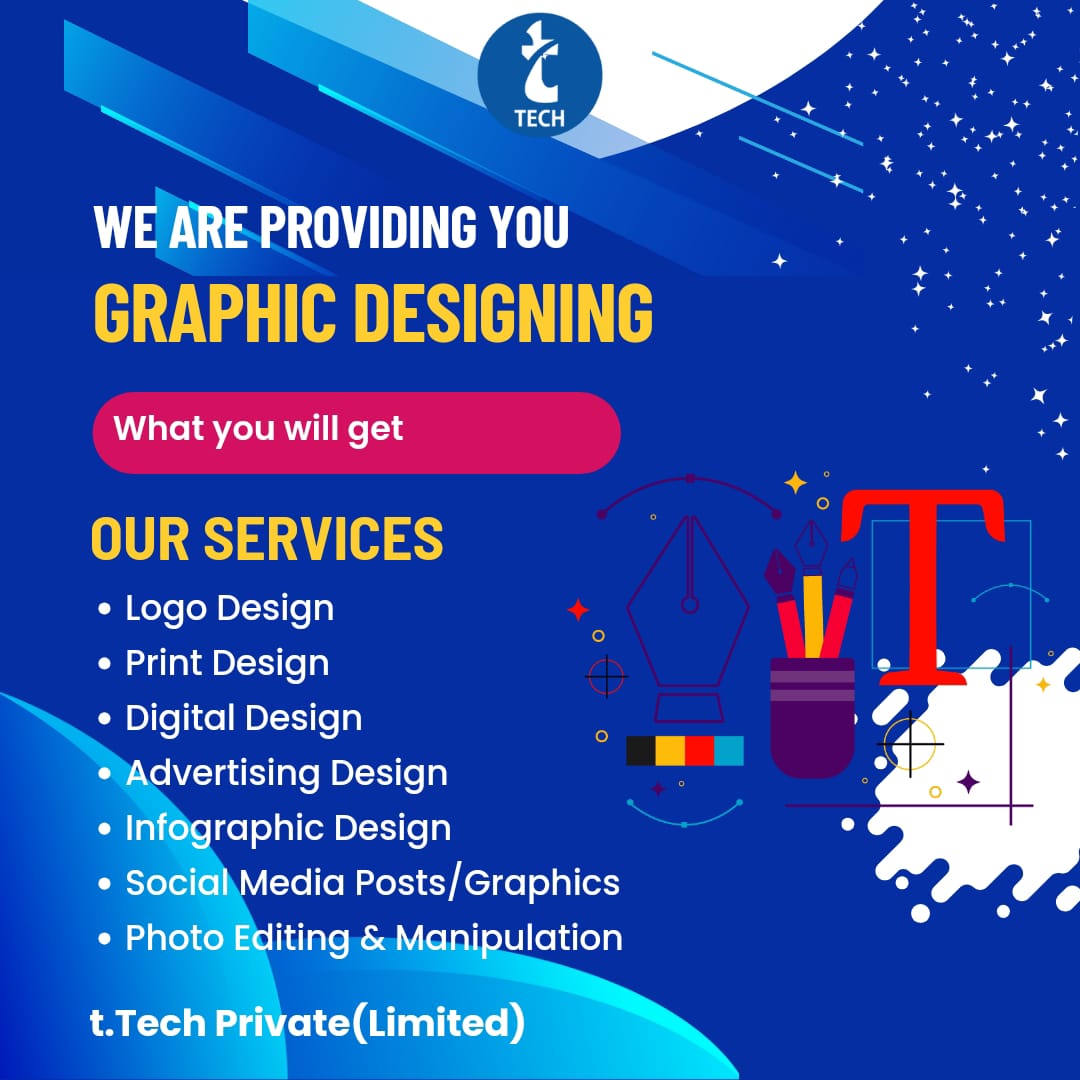 TECH
WE ARE PROVIDING YOU
GRAPHIC DESIGNING
What you will get
OUR SERVICES
• Logo Design
• Print Design
• Digital Design
• Advertising Design
• Infographic Design
• Social Media Posts/Graphics
• Photo Editing & Manipulation
T
t.Tech Private(Limited)